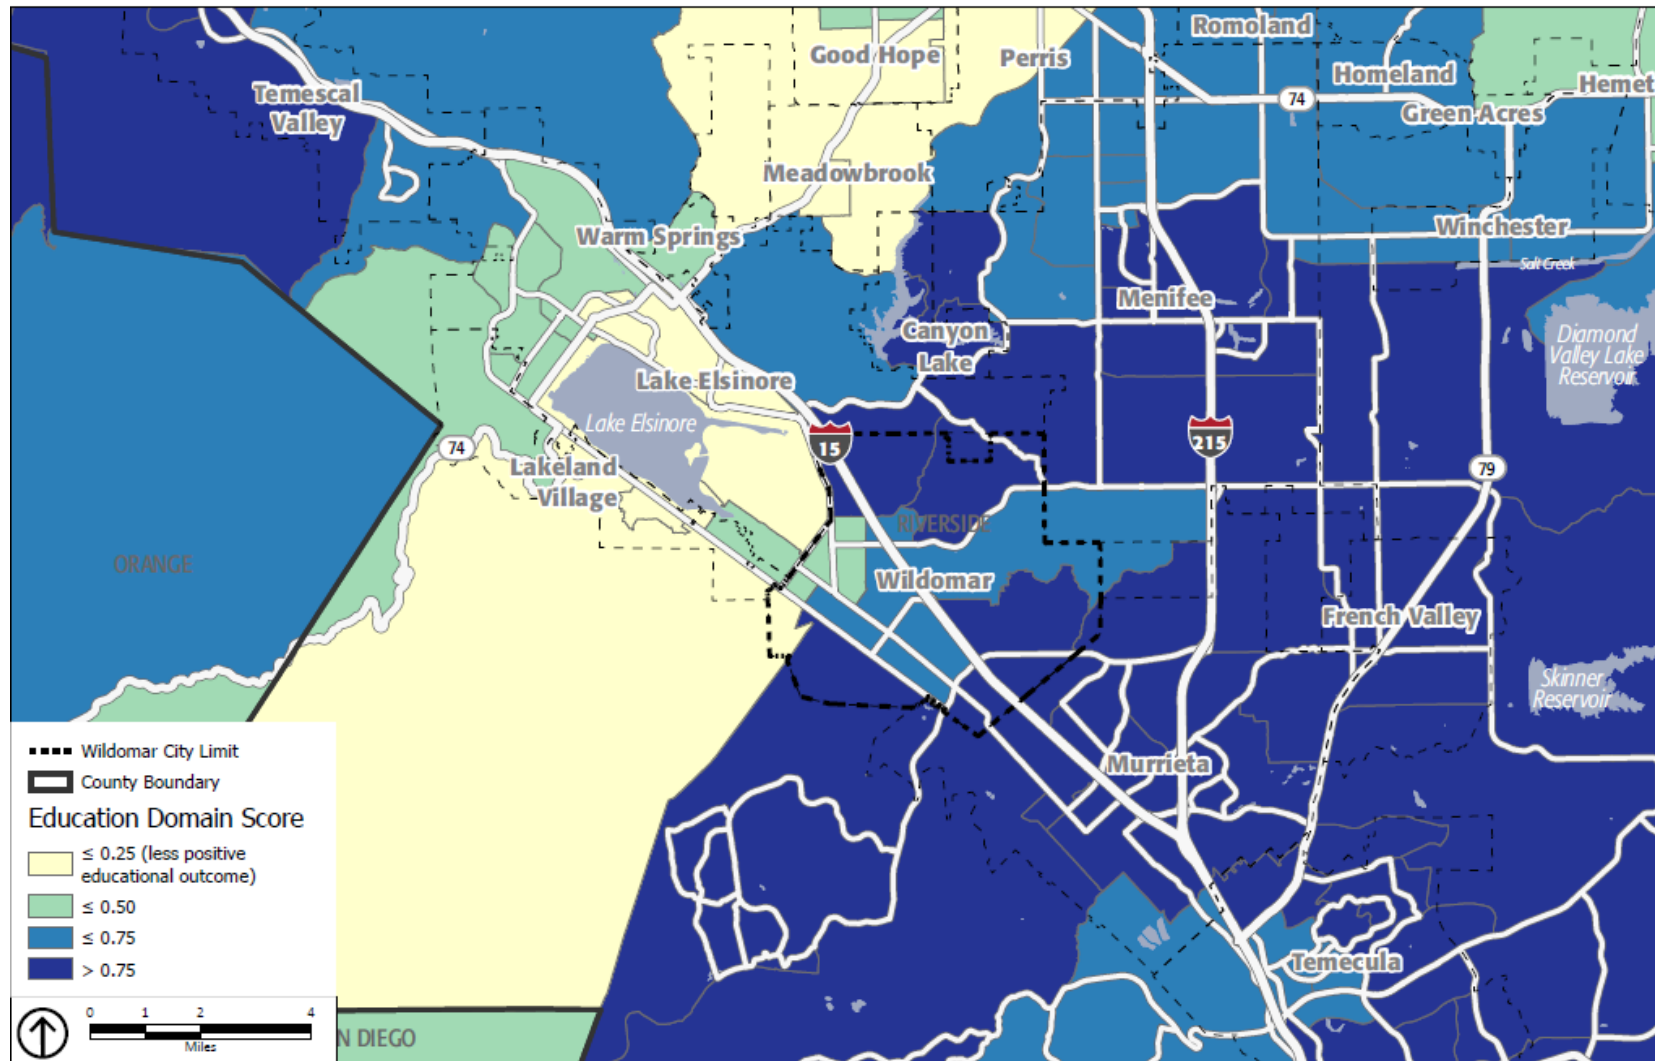 Romoland
Good Hope
Perris
Homeland
Hemet
Temescal
Valley
74
Green Acres
Meadowbrook
Warm Springs
Winchester
Salt Creek
Menifee
Canyon
Lake
Diamond
Valley Lake
Reservoir
Lake Elsinore
Lake Elsinore
74
15
215
79
Lakeland
Village
RIVERSIDE
ORANGE
Wildomar
French Valley
Skinner
Reservoir
Murrieta
Temecula
Wildomar City Limit
County Boundary
Education Domain Score
≤ 0.25 (less positive
educational outcome)
≤ 0.50
≤ 0.75
> 0.75
0 1 2 4
Miles
N DIEGO